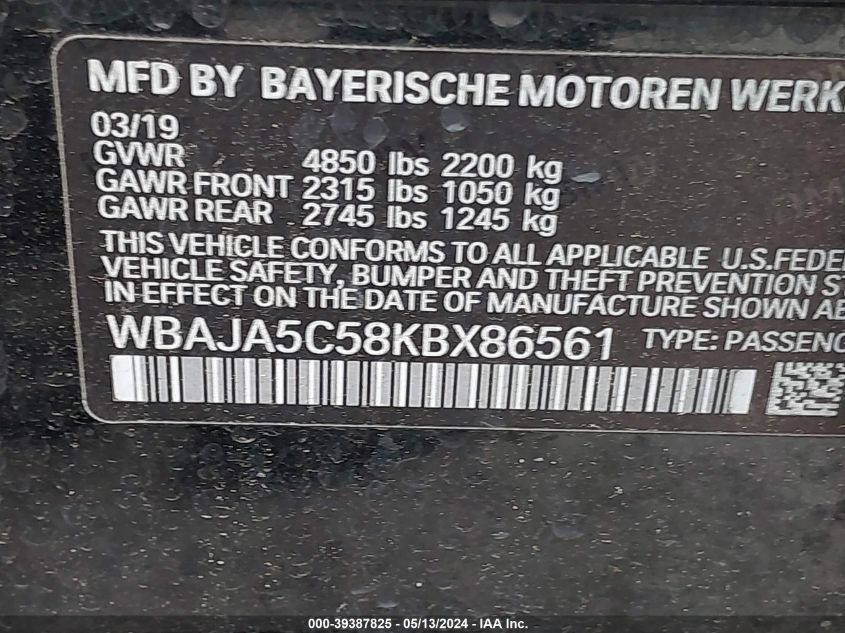 MFD BY BAYERISCHE MOTOREN WERK
03/19
GVWR 4850 lbs 2200 kg
GAWR FRONT 2315 lbs 1050 kg
GAWR REAR 2745 lbs 1245 kg
THIS VEHICLE CONFORMS TO ALL APPLICABLE U.S.FEDE
VEHICLE SAFETY, BUMPER AND THEFT PREVENTION S
IN EFFECT ON THE DATE OF MANUFACTURE SHOWN AB
WBAJA5C58KBX86561 TYPE: PASSENG
000-39387825 - 05/13/2024 - IAA, Inc.